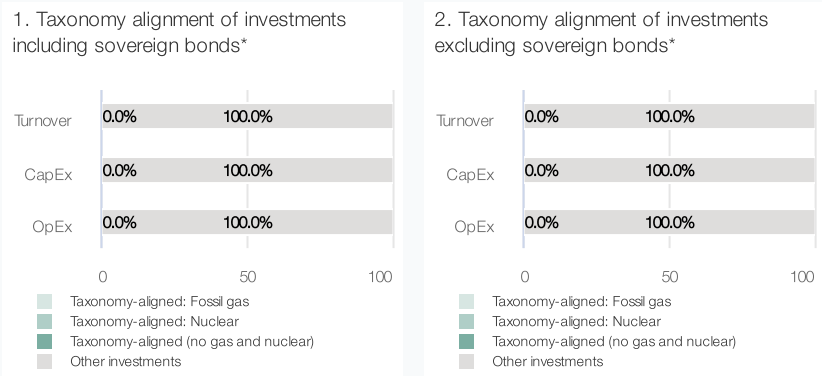 1. Taxonomy alignment of investments
including sovereign bonds*
Turnover 0.0% 100.0%
CapEx 0.0% 100.0%
OpEx 0.0% 100.0%
0 50 100
Taxonomy-aligned: Fossil gas
Taxonomy-aligned: Nuclear
Taxonomy-aligned (no gas and nuclear)
Other investments
2. Taxonomy alignment of investments
excluding sovereign bonds*
Turnover 0.0% 100.0%
CapEx 0.0% 100.0%
OpEx 0.0% 100.0%
0 50 100
Taxonomy-aligned: Fossil gas
Taxonomy-aligned: Nuclear
Taxonomy-aligned (no gas and nuclear)
Other investments